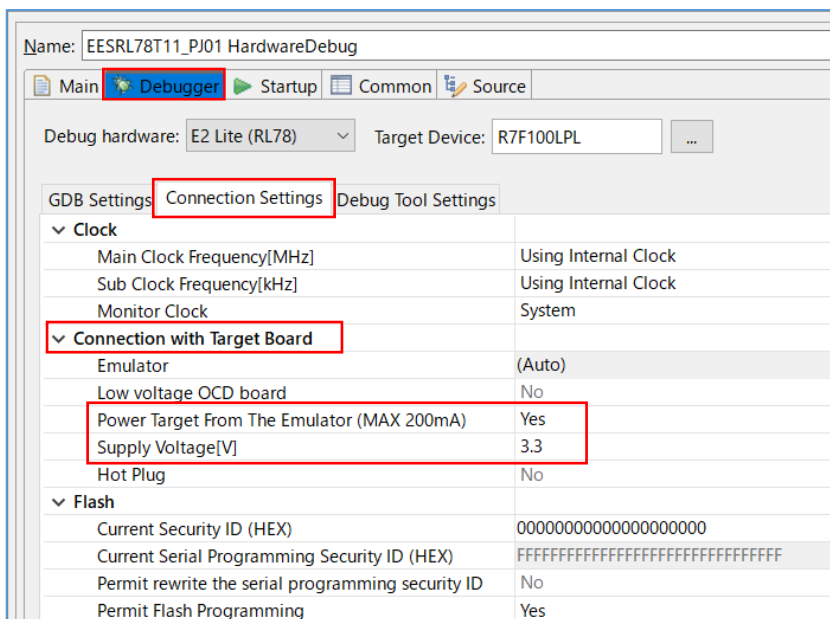 Name: EESRL78T11_PJ01 HardwareDebug
Main Debugger Startup Common Source
Debug hardware: E2 Lite (RL78) Target Device: R7F100LPL ...
GDB Settings Connection Settings Debug Tool Settings
Clock
Main Clock Frequency[MHz] Using Internal Clock
Sub Clock Frequency[kHz] Using Internal Clock
Monitor Clock System
Connection with Target Board
Emulator (Auto)
Low voltage OCD board No
Power Target From The Emulator (MAX 200mA) Yes
Supply Voltage[V] 3.3
Hot Plug No
Flash
Current Security ID (HEX) 00000000000000000000
Current Serial Programming Security ID (HEX) FFFFFFFFFFFFFFFFFFFFFFFFFFFFFFFF
Permit rewrite the serial programming security ID No
Permit Flash Programming Yes